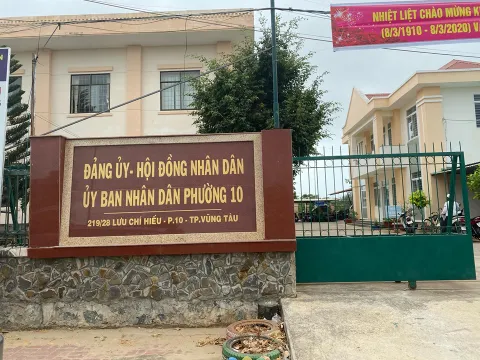 NHIỆT LIỆT CHÀO MỪNG K
(8/3/1910 - 8/3/2020) V
ĐẢNG ỦY - HỘI ĐỒNG NHÂN DÂN
ỦY BAN NHÂN DÂN PHƯỜNG 10
219/28 LƯU CHÍ HIẾU - P.10 - TP.VŨNG TÀU